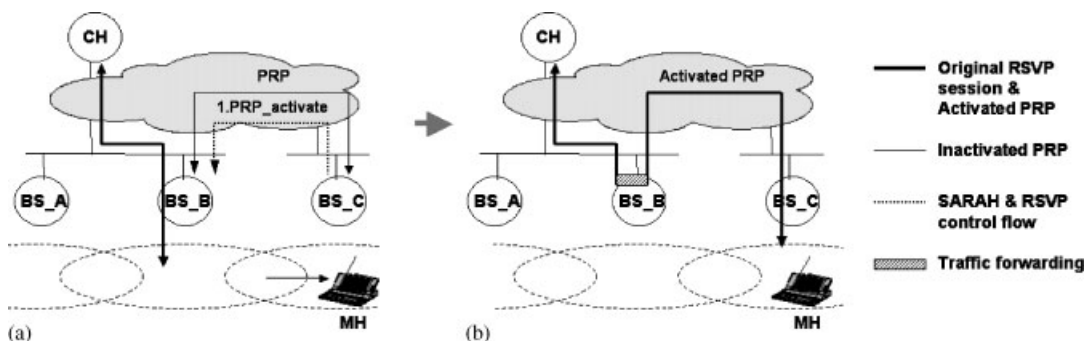 CH
PRP
1.PRP_activate
BS_A
BS_B
BS_C
MH
(a)
CH
Activated PRP
BS_A
BS_B
BS_C
MH
(b)
Original RSVP
session &
Activated PRP
Inactivated PRP
SARAH & RSVP
control flow
Traffic forwarding